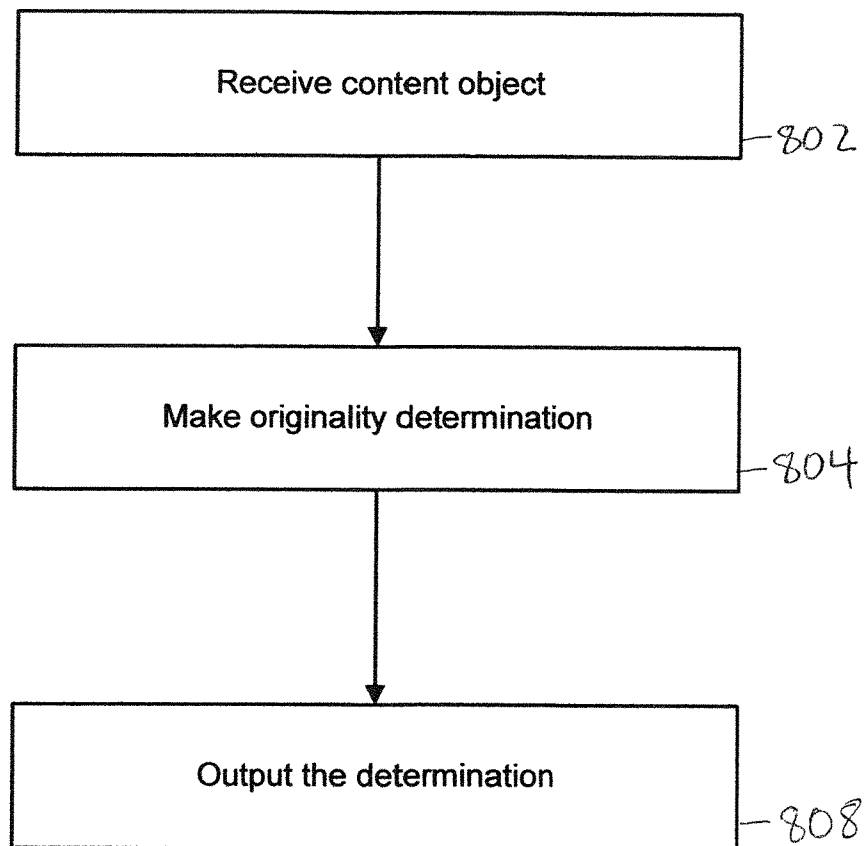 Receive content object
802
Make originality determination
804
Output the determination
808